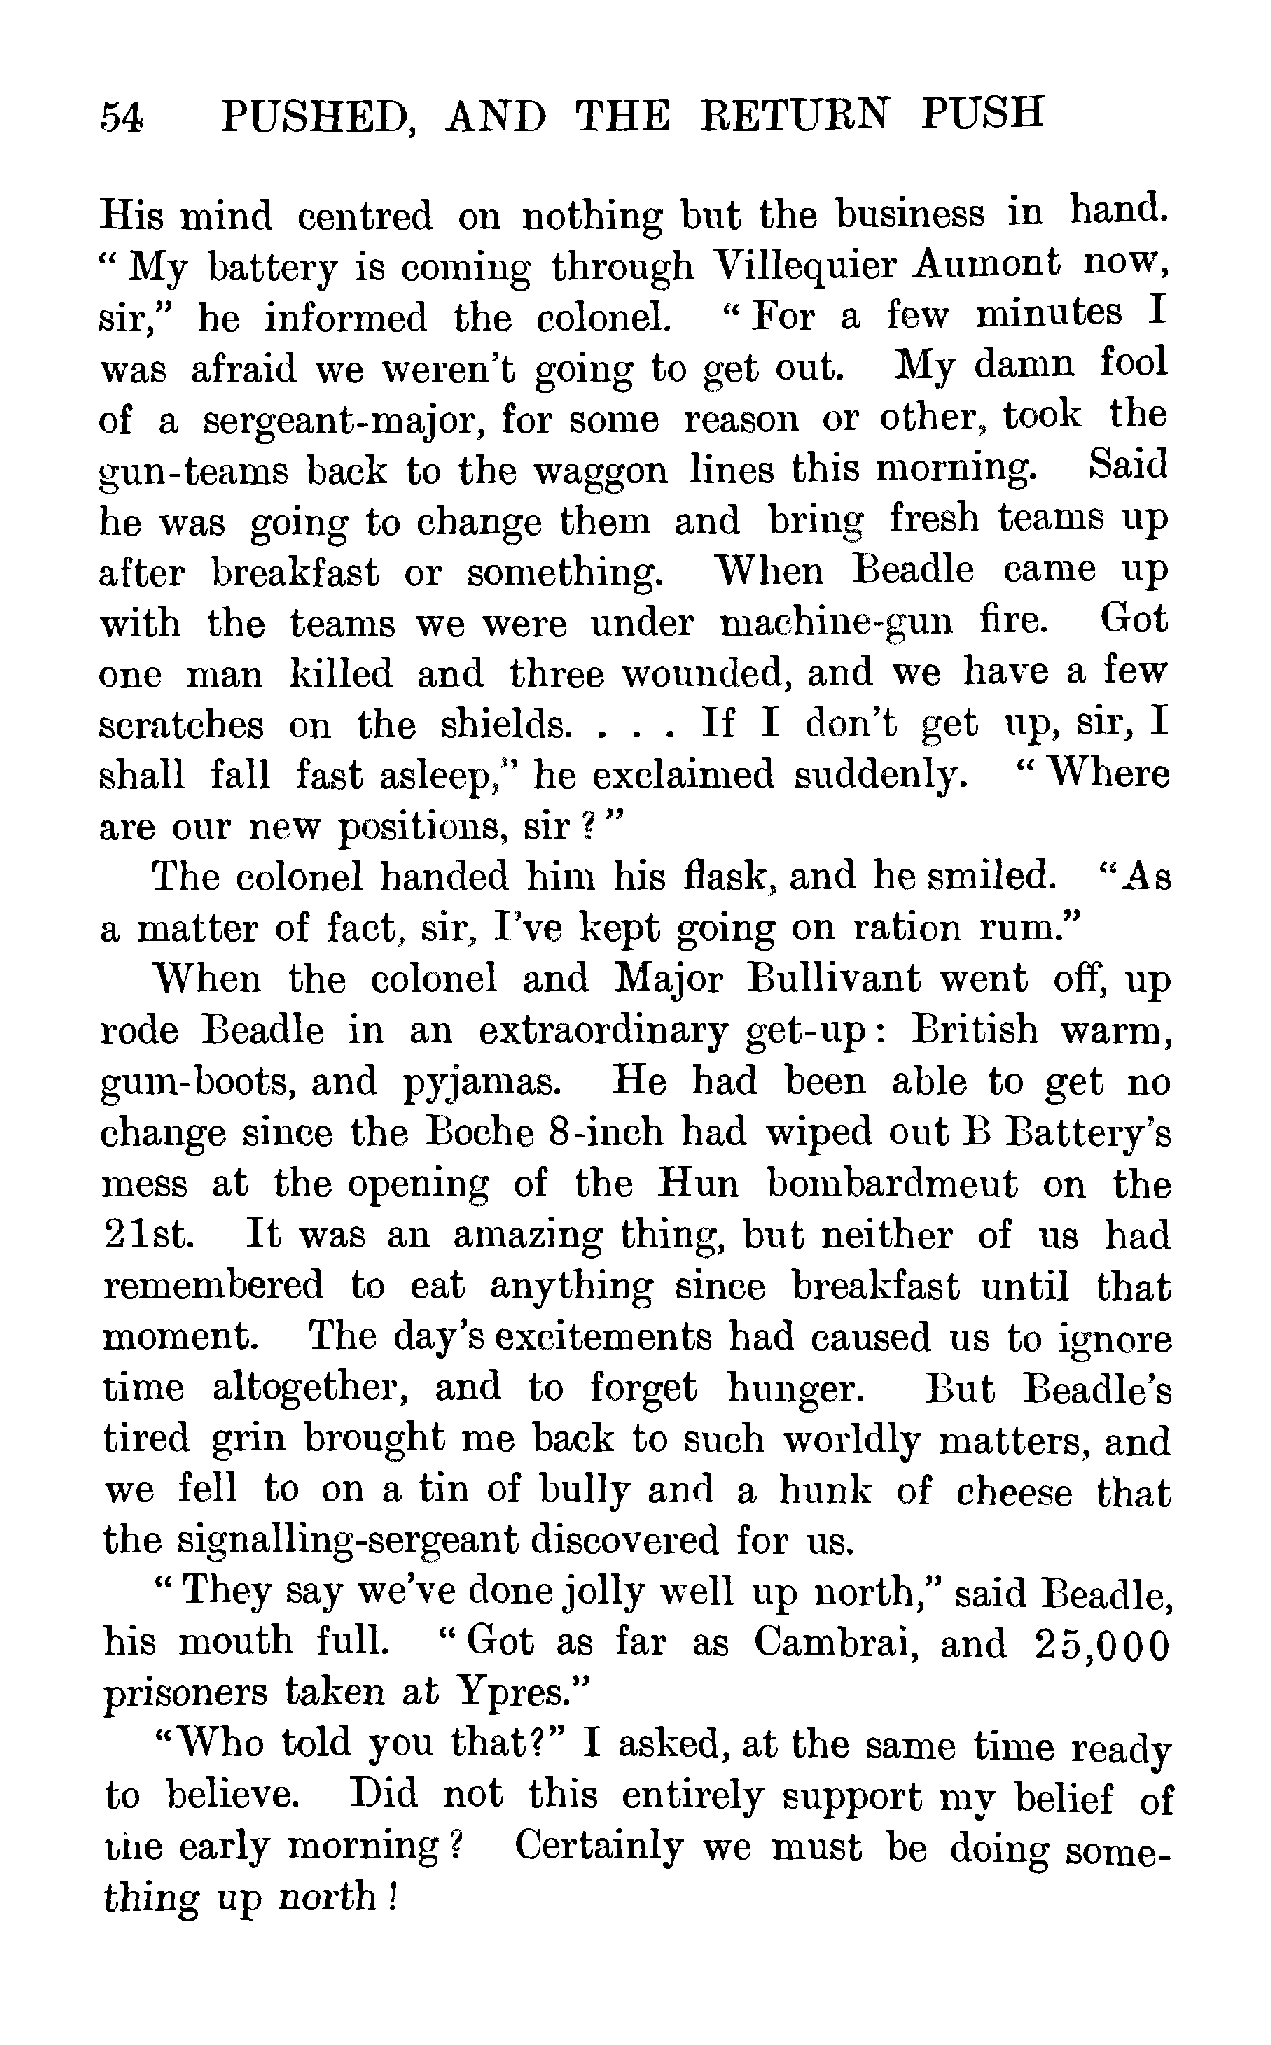 54 PUSHED, AND THE RETURN PUSH
His mind centred on nothing but the business in hand.
“ My battery is coming through Villequier Aumont now,
sir,” he informed the colonel. “ For a few minutes I
was afraid we weren’t going to get out. My damn fool
of a sergeant-major, for some reason or other, took the
gun-teams back to the waggon lines this morning. Said
he was going to change them and bring fresh teams up
after breakfast or something. When Beadle came up
with the teams we were under machine-gun fire. Got
one man killed and three wounded, and we have a few
scratches on the shields. . . . If I don’t get up, sir, I
shall fall fast asleep,” he exclaimed suddenly. “ Where
are our new positions, sir ? ”
The colonel handed him his flask, and he smiled. “As
a matter of fact, sir, I’ve kept going on ration rum.”
When the colonel and Major Bullivant went off, up
rode Beadle in an extraordinary get-up : British warm,
gum-boots, and pyjamas. He had been able to get no
change since the Boche 8-inch had wiped out B Battery’s
mess at the opening of the Hun bombardment on the
21st. It was an amazing thing, but neither of us had
remembered to eat anything since breakfast until that
moment. The day’s excitements had caused us to ignore
time altogether, and to forget hunger. But Beadle’s
tired grin brought me back to such worldly matters, and
we fell to on a tin of bully and a hunk of cheese that
the signalling-sergeant discovered for us.
“ They say we’ve done jolly well up north,” said Beadle,
his mouth full. “ Got as far as Cambrai, and 25,000
prisoners taken at Ypres.”
“Who told you that?” I asked, at the same time ready
to believe. Did not this entirely support my belief of
the early morning ? Certainly we must be doing some-
thing up north !